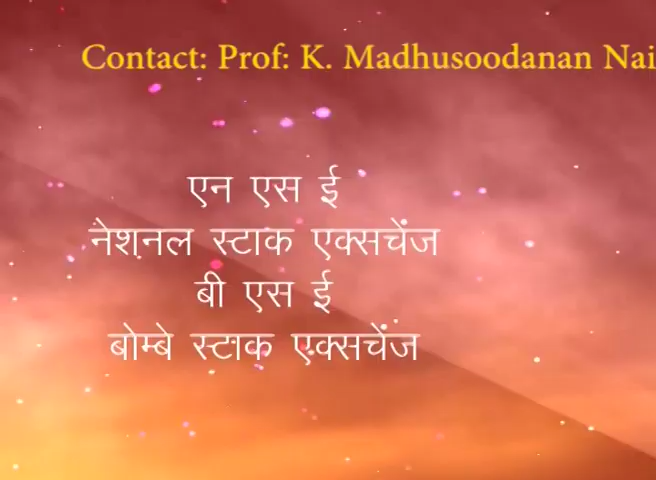 Contact: Prof: K. Madhusoodanan Nai
एन एस ई
नेशनल स्टाक एक्सचेंज
बी एस ई
बोम्बे स्टाक एक्सचेंज